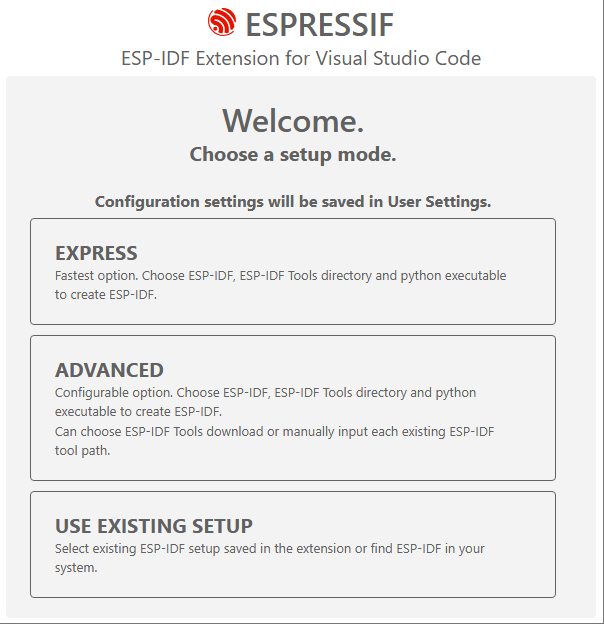 ESPRESSIF
ESP-IDF Extension for Visual Studio Code
Welcome.
Choose a setup mode.
Configuration settings will be saved in User Settings.
EXPRESS
Fastest option. Choose ESP-IDF, ESP-IDF Tools directory and python executable
to create ESP-IDF.
ADVANCED
Configurable option. Choose ESP-IDF, ESP-IDF Tools directory and python
executable to create ESP-IDF.
Can choose ESP-IDF Tools download or manually input each existing ESP-IDF
tool path.
USE EXISTING SETUP
Select existing ESP-IDF setup saved in the extension or find ESP-IDF in your
system.